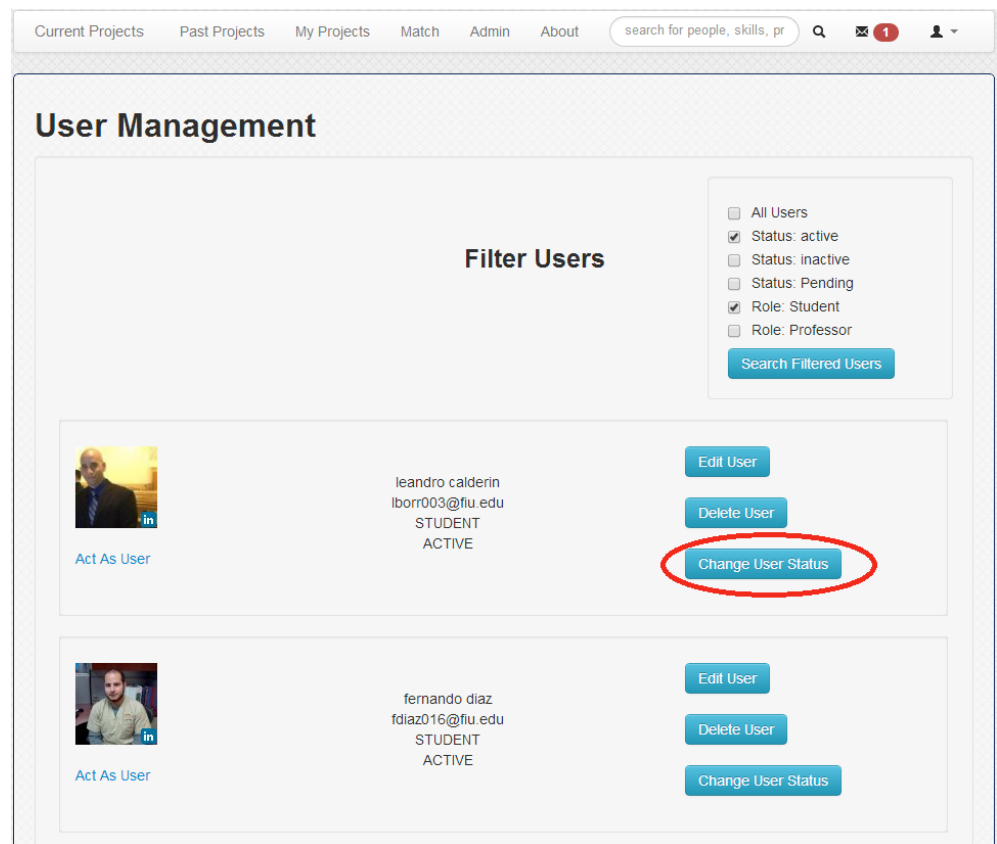 Current Projects Past Projects My Projects Match Admin About search for people, skills, pr 1
User Management
Filter Users
All Users
Status: active
Status: inactive
Status: Pending
Role: Student
Role: Professor
Search Filtered Users
in
Act As User
leandro calderin
lborr003@fiu.edu
STUDENT
ACTIVE
Edit User
Delete User
Change User Status
in
Act As User
fernando diaz
fdiaz016@fiu.edu
STUDENT
ACTIVE
Edit User
Delete User
Change User Status